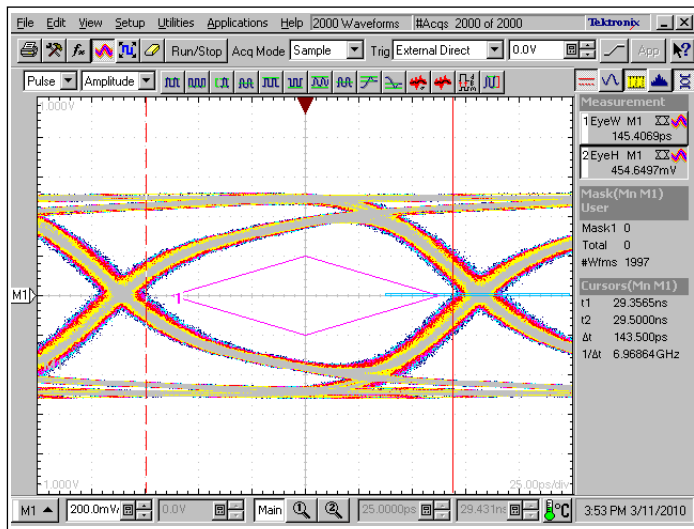 File Edit View Setup Utilities Applications Help 2000 Waveforms #Acqs 2000 of 2000 Tektronix
Run/Stop Acq Mode Sample Trig External Direct 0.0V App
Pulse Amplitude
1.000V
M1
1
-1.000V
25.00ps/div
Measurement
1 EyeW M1
145.4069ps
2 EyeH M1
454.6497mV
Mask(Mn M1)
User
Mask1 0
Total 0
#Wfms 1997
Cursors(Mn M1)
t1 29.3565ns
t2 29.5000ns
Δt 143.500ps
1/Δt 6.96864GHz
M1 200.0mV/ 0.0V Main 1 2 25.0000ps 29.431ns °C 3:53 PM 3/11/2010